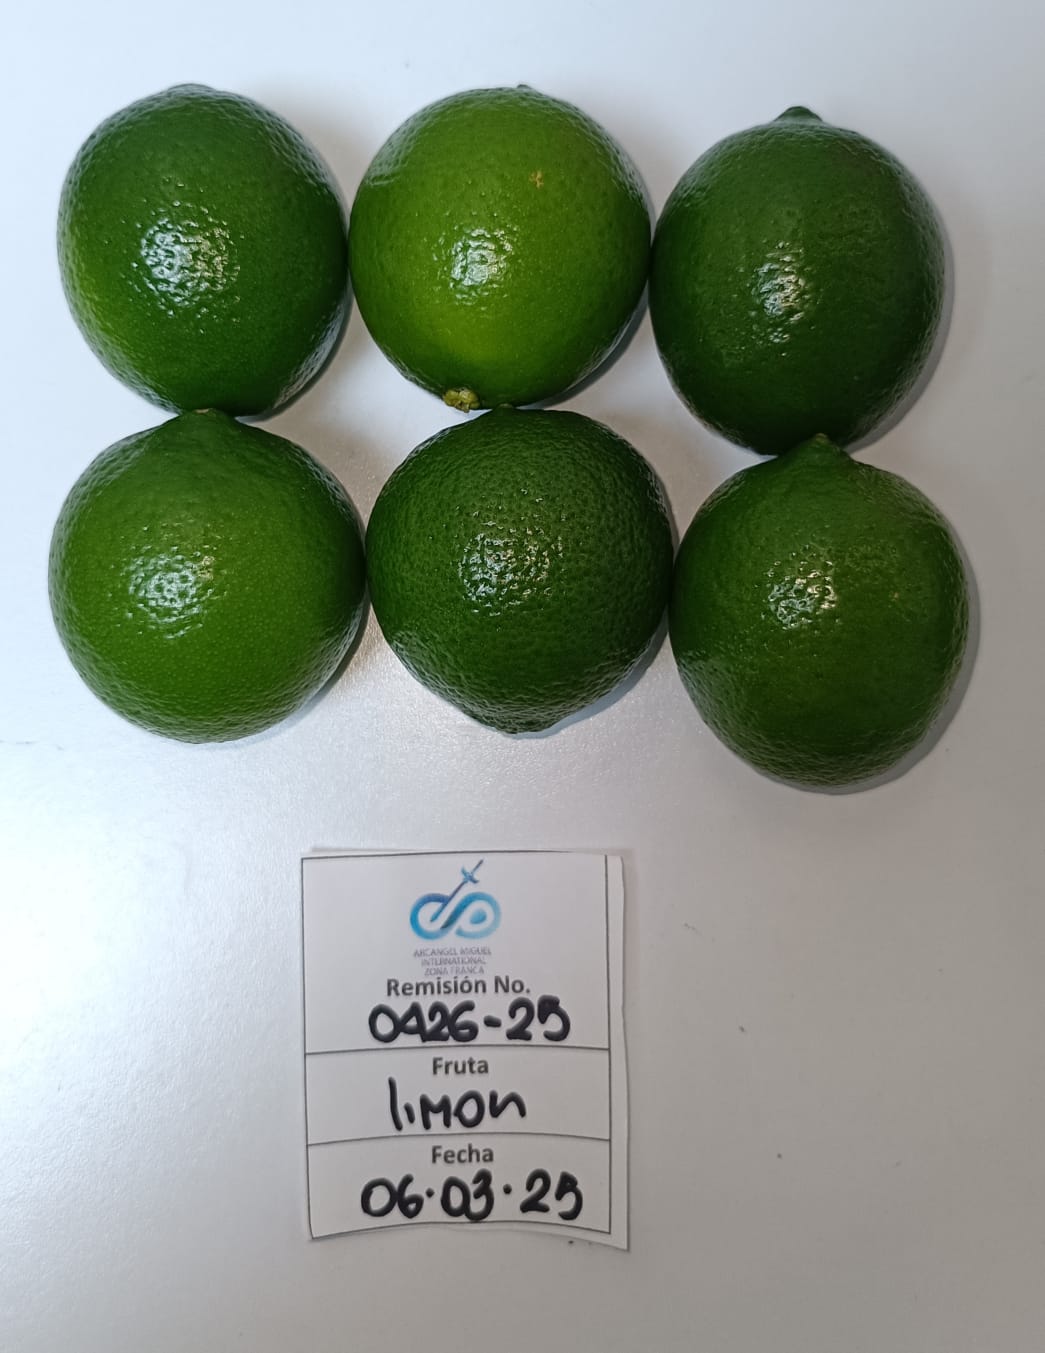 ARCANGEL MIGUEL
INTERNATIONAL
ZONA FRANCA
Remisión No.
0426-25
Fruta
limon
Fecha
06.03.25